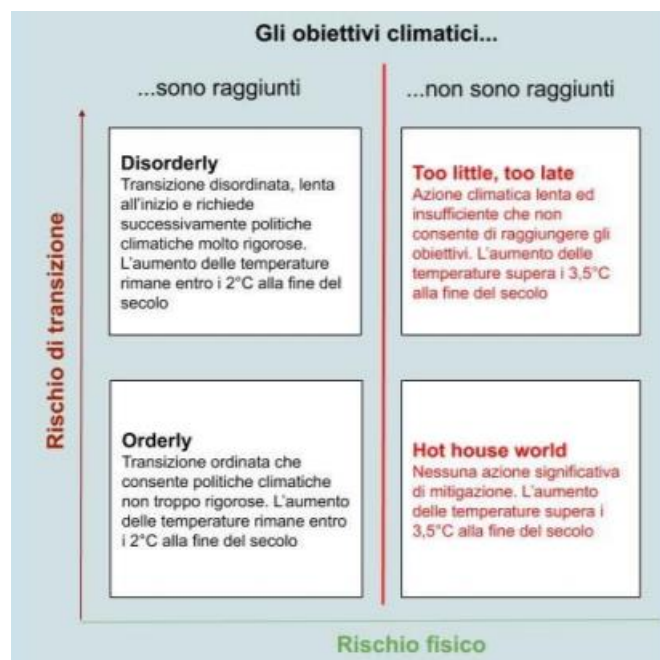 Gli obiettivi climatici...
...sono raggiunti
...non sono raggiunti
Rischio di transizione
Disorderly
Transizione disordinata, lenta
all'inizio e richiede
successivamente politiche
climatiche molto rigorose.
L'aumento delle temperature
rimane entro i 2°C alla fine del
secolo
Too little, too late
Azione climatica lenta ed
insufficiente che non
consente di raggiungere gli
obiettivi. L'aumento delle
temperature supera i 3,5°C
alla fine del secolo
Orderly
Transizione ordinata che
consente politiche climatiche
non troppo rigorose. L'aumento
delle temperature rimane entro
i 2°C alla fine del secolo
Hot house world
Nessuna azione significativa
di mitigazione. L'aumento
delle temperature supera i
3,5°C alla fine del secolo
Rischio fisico